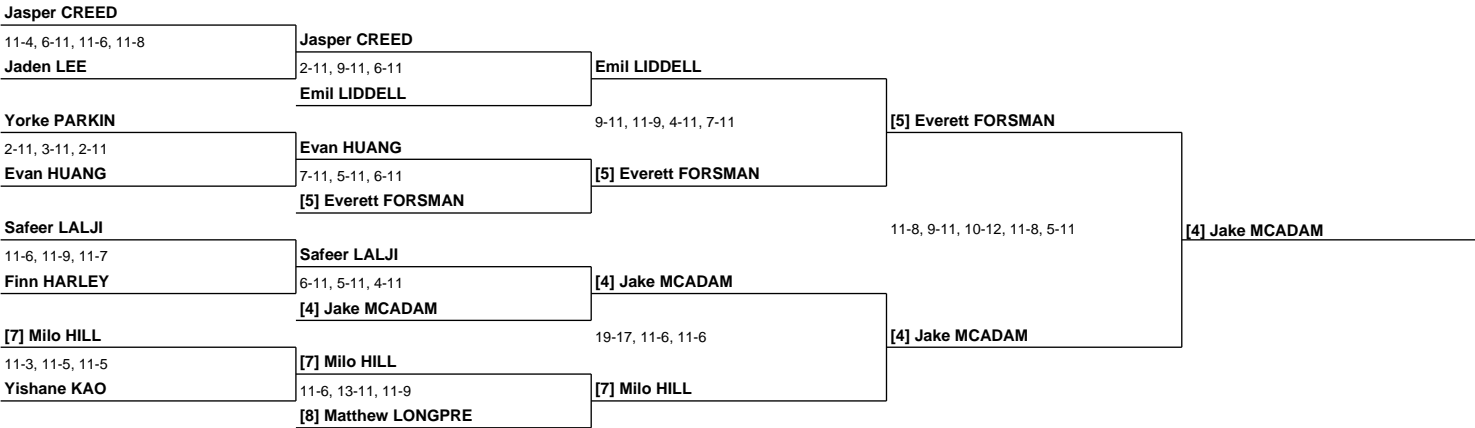 Jasper CREED
11-4, 6-11, 11-6, 11-8
Jaden LEE
Yorke PARKIN
2-11, 3-11, 2-11
Evan HUANG
Safeer LALJI
11-6, 11-9, 11-7
Finn HARLEY
[7] Milo HILL
11-3, 11-5, 11-5
Yishane KAO
Jasper CREED
2-11, 9-11, 6-11
Emil LIDDELL
Evan HUANG
7-11, 5-11, 6-11
[5] Everett FORSMAN
Safeer LALJI
6-11, 5-11, 4-11
[4] Jake MCADAM
[7] Milo HILL
11-6, 13-11, 11-9
[8] Matthew LONGPRE
Emil LIDDELL
9-11, 11-9, 4-11, 7-11
[5] Everett FORSMAN
[4] Jake MCADAM
19-17, 11-6, 11-6
[7] Milo HILL
[5] Everett FORSMAN
11-8, 9-11, 10-12, 11-8, 5-11
[4] Jake MCADAM
[4] Jake MCADAM